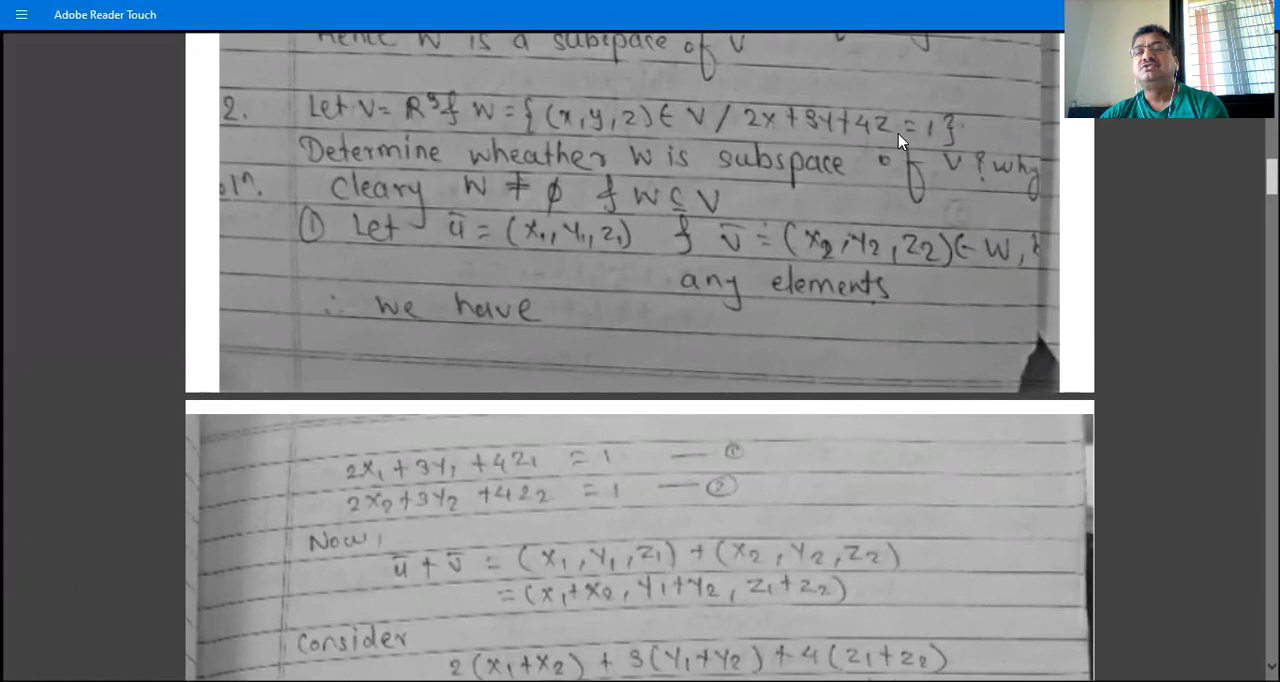 Adobe Reader Touch
Hence W is a subspace of V
2. Let V = R³ & W = {(x, y, z) ∈ V / 2x + 3y + 4z = 1}
Determine wheather W is subspace of V? why
Cleary W ≠ φ & W ⊆ V
① Let ū = (x₁, y₁, z₁) & v̄ = (x₂, y₂, z₂) ∈ W,
any elements
∴ we have
2x₁ + 3y₁ + 4z₁ = 1 — ①
2x₂ + 3y₂ + 4z₂ = 1 — ②
Now,
ū + v̄ = (x₁, y₁, z₁) + (x₂, y₂, z₂)
= (x₁+x₂, y₁+y₂, z₁+z₂)
Consider
2(x₁+x₂) + 3(y₁+y₂) + 4(z₁+z₂)